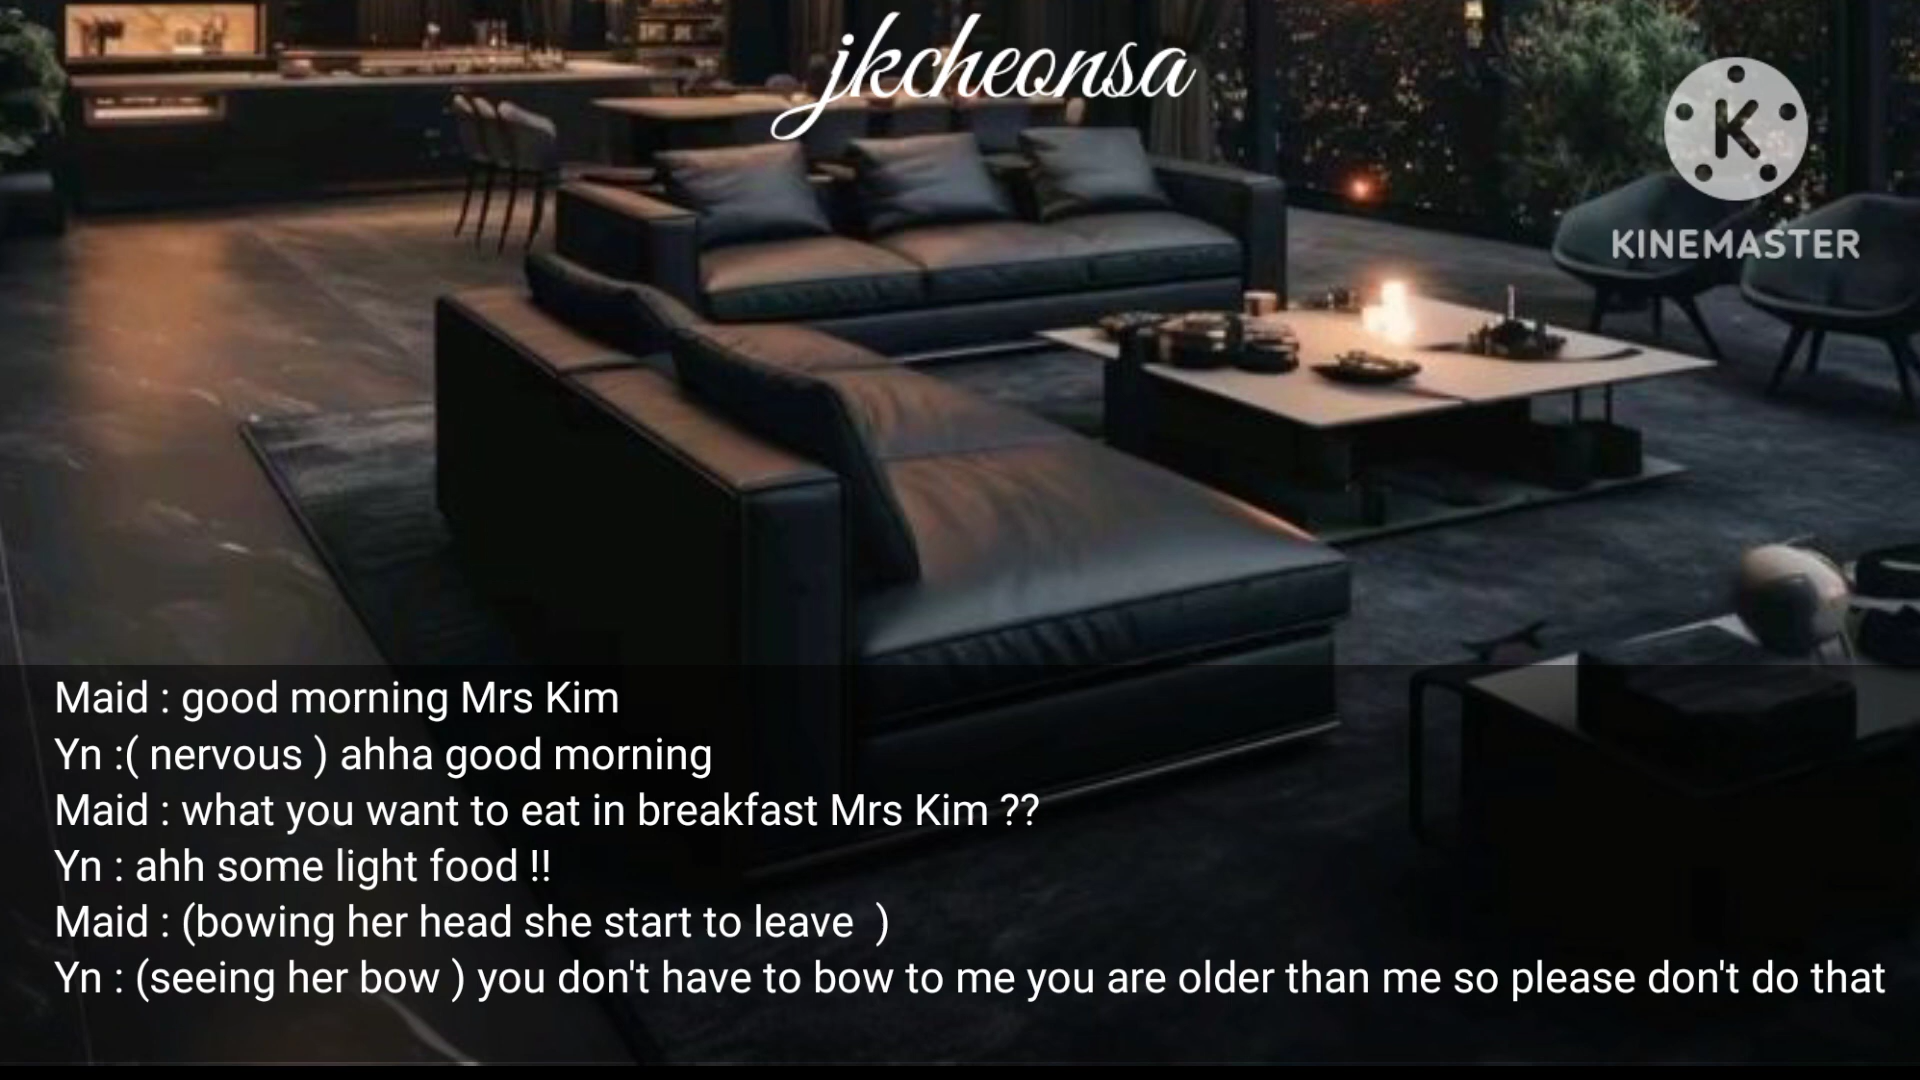 jkcheonsa
K
KINEMASTER
Maid : good morning Mrs Kim
Yn :( nervous ) ahha good morning
Maid : what you want to eat in breakfast Mrs Kim ??
Yn : ahh some light food !!
Maid : (bowing her head she start to leave  )
Yn : (seeing her bow ) you don't have to bow to me you are older than me so please don't do that